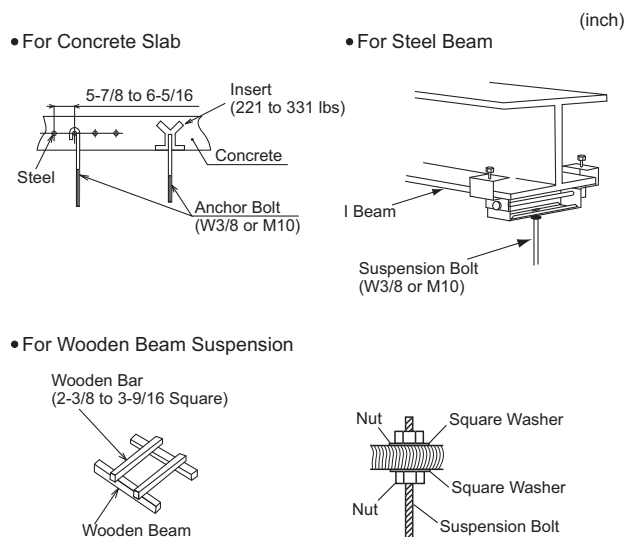 (inch)
• For Concrete Slab
• For Steel Beam
5-7/8 to 6-5/16
Insert
(221 to 331 lbs)
Concrete
Steel
Anchor Bolt
(W3/8 or M10)
I Beam
Suspension Bolt
(W3/8 or M10)
• For Wooden Beam Suspension
Wooden Bar
(2-3/8 to 3-9/16 Square)
Wooden Beam
Nut
Square Washer
Square Washer
Nut
Suspension Bolt